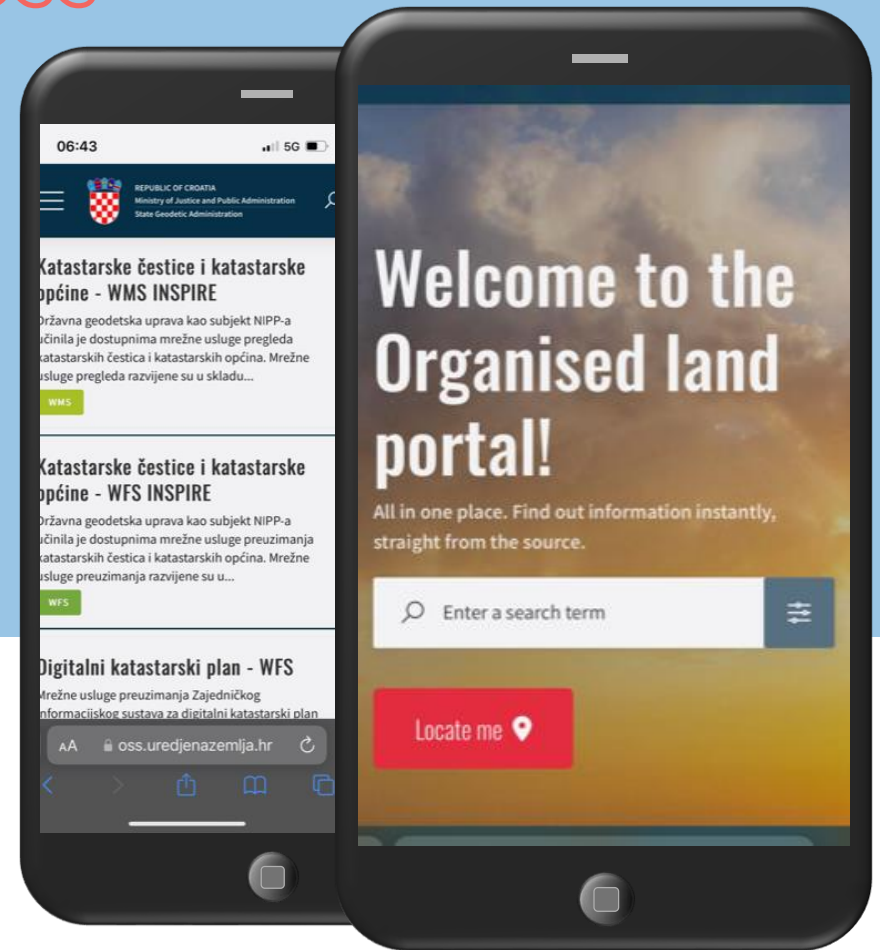 06:43
5G
REPUBLIC OF CROATIA
Ministry of Justice and Public Administration
State Geodetic Administration
Katastarske čestice i katastarske
općine - WMS INSPIRE
Državna geodetska uprava kao subjekt NIPP-a
učinila je dostupnima mrežne usluge pregleda
katastarskih čestica i katastarskih općina. Mrežne
usluge pregleda razvijene su u skladu...
WMS
Katastarske čestice i katastarske
općine - WFS INSPIRE
Državna geodetska uprava kao subjekt NIPP-a
učinila je dostupnima mrežne usluge preuzimanja
katastarskih čestica i katastarskih općina. Mrežne
usluge preuzimanja razvijene su u...
WFS
Digitalni katastarski plan - WFS
Mrežne usluge preuzimanja Zajedničkog
informacijskog sustava za digitalni katastarski plan
AA oss.uredjenazemlja.hr
Welcome to the
Organised land
portal!
All in one place. Find out information instantly,
straight from the source.
Enter a search term
Locate me